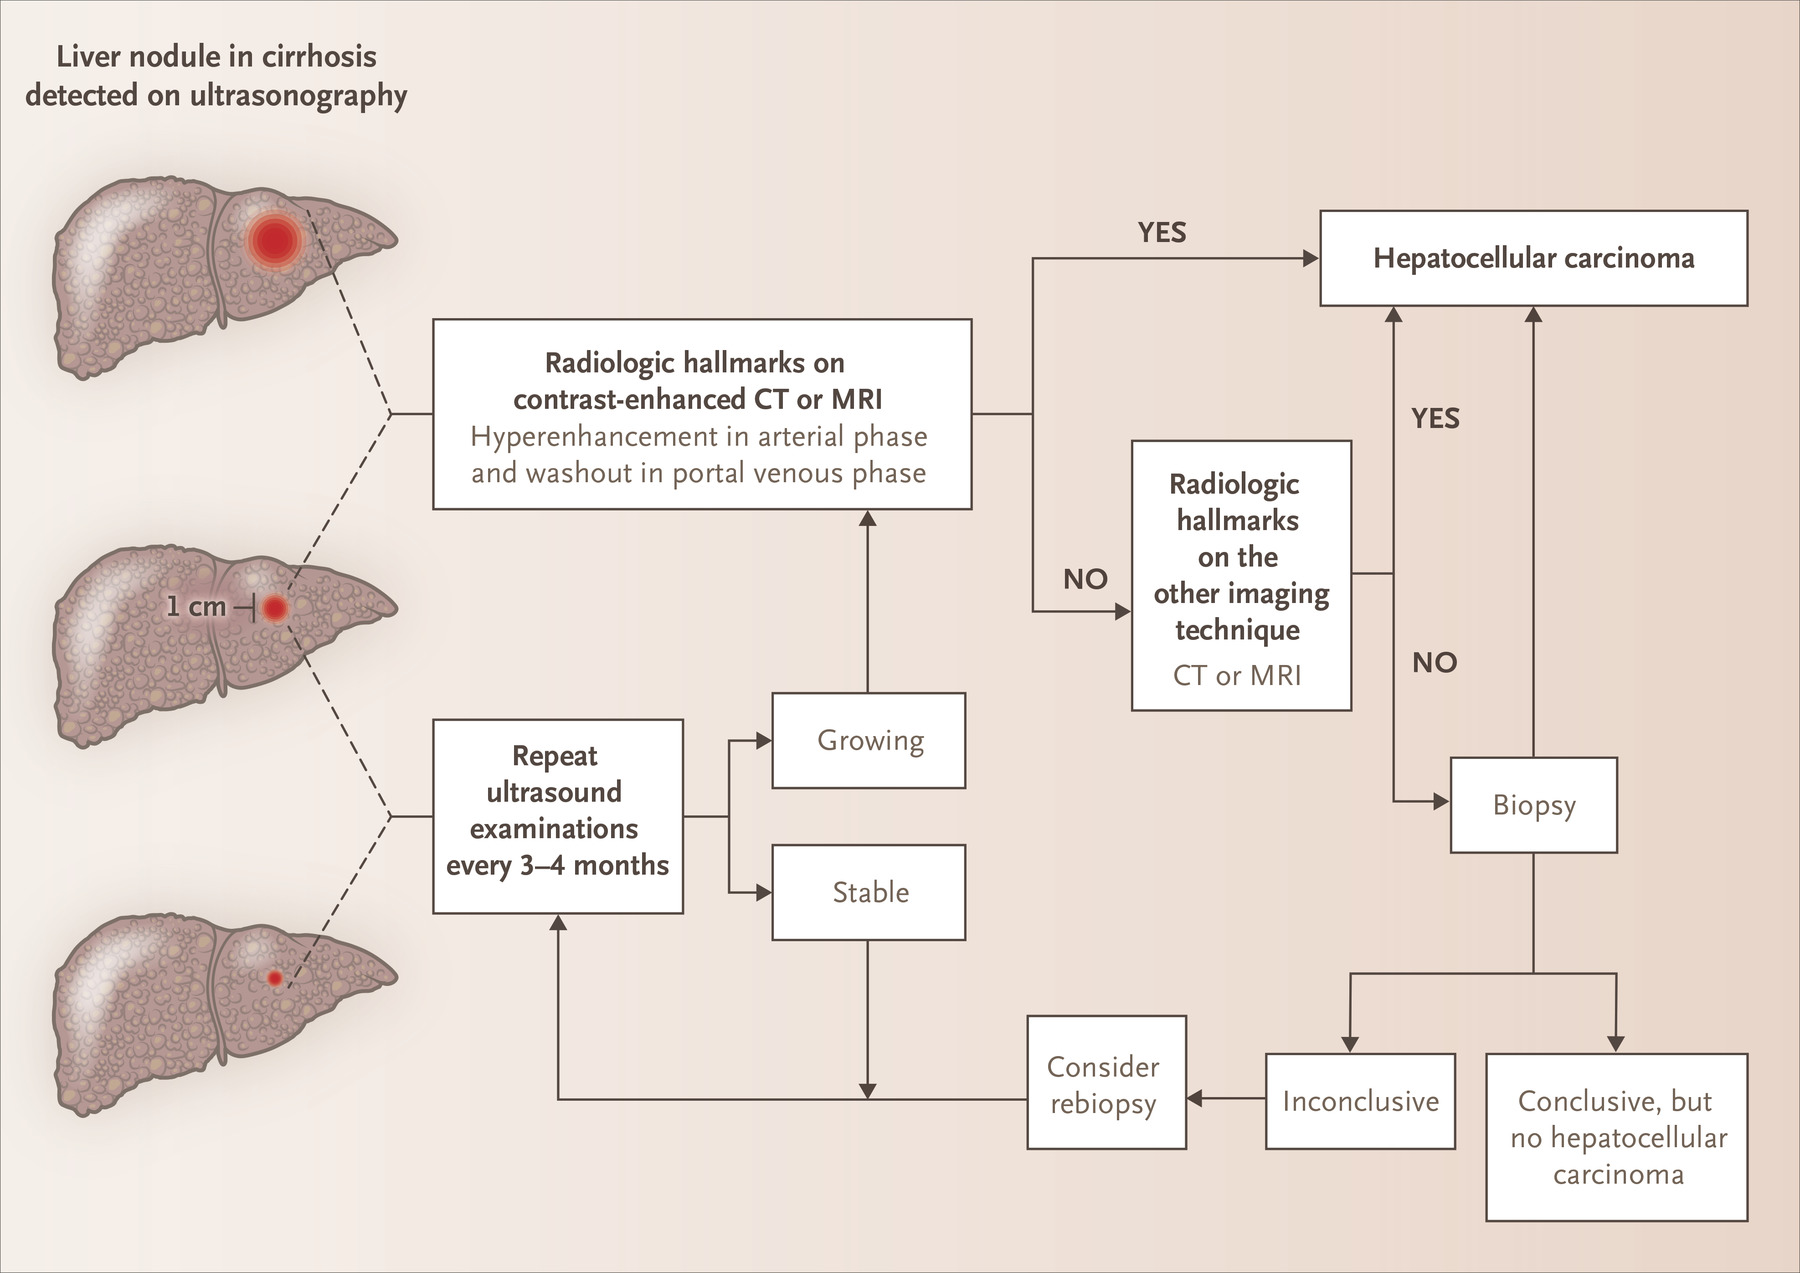 Liver nodule in cirrhosis
detected on ultrasonography
1 cm
Radiologic hallmarks on
contrast-enhanced CT or MRI
Hyperenhancement in arterial phase
and washout in portal venous phase
YES
Hepatocellular carcinoma
NO
Radiologic
hallmarks
on the
other imaging
technique
CT or MRI
YES
NO
Repeat
ultrasound
examinations
every 3–4 months
Growing
Stable
Biopsy
Consider
rebiopsy
Inconclusive
Conclusive, but
no hepatocellular
carcinoma